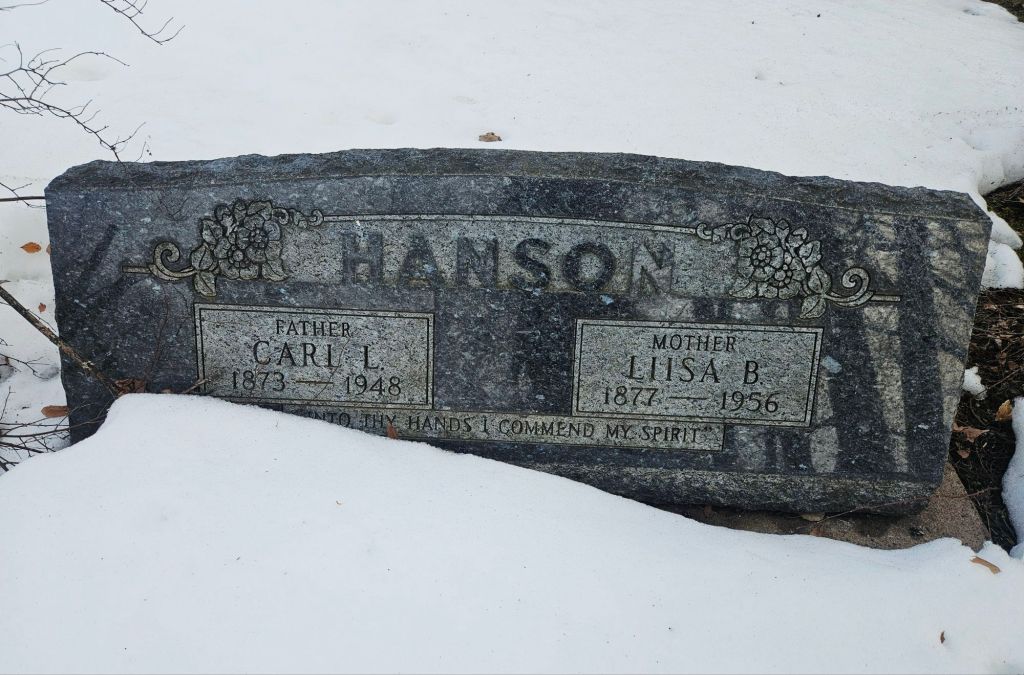 HANSON
FATHER
CARL L.
1873 — 1948
MOTHER
LIISA B.
1877 — 1956
INTO THY HANDS I COMMEND MY SPIRIT"